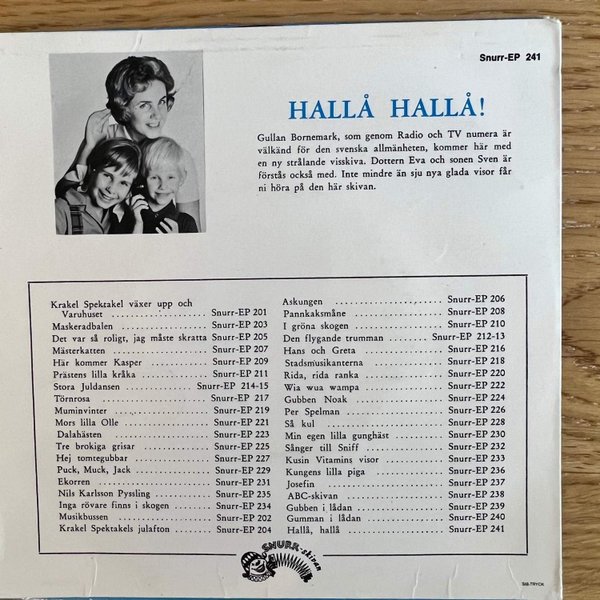 Snurr-EP 241
HALLÅ HALLÅ!
Gullan Bornemark, som genom Radio och TV numera är
välkänd för den svenska allmänheten, kommer här med
en ny strålande visskiva. Dottern Eva och sonen Sven är
förstås också med. Inte mindre än sju nya glada visor får
ni höra på den här skivan.
Krakel Spektakel växer upp och
Varuhuset .................... Snurr-EP 201
Maskeradbalen ................ Snurr-EP 203
Det var så roligt, jag måste skratta Snurr-EP 205
Mästerkatten .................. Snurr-EP 207
Här kommer Kasper .......... Snurr-EP 209
Prästens lilla kråka ............ Snurr-EP 211
Stora Juldansen ............ Snurr-EP 214-15
Törnrosa ...................... Snurr-EP 217
Muminvinter .................. Snurr-EP 219
Mors lilla Olle ................ Snurr-EP 221
Dalahästen .................. Snurr-EP 223
Tre brokiga grisar ............ Snurr-EP 225
Hej tomtegubbar .............. Snurr-EP 227
Puck, Muck, Jack .............. Snurr-EP 229
Ekorren ...................... Snurr-EP 231
Nils Karlsson Pyssling ........ Snurr-EP 235
Inga rövare finns i skogen .... Snurr-EP 234
Musikbussen .................. Snurr-EP 202
Krakel Spektakels julafton .... Snurr-EP 204
Askungen .................... Snurr-EP 206
Pannkaksmåne ................ Snurr-EP 208
I gröna skogen ................ Snurr-EP 210
Den flygande trumman ...... Snurr-EP 212-13
Hans och Greta .............. Snurr-EP 216
Stadsmusikanterna ............ Snurr-EP 218
Rida, rida ranka .............. Snurr-EP 220
Wia wua wampa .............. Snurr-EP 222
Gubben Noak ................ Snurr-EP 224
Per Spelman .................. Snurr-EP 226
Så kul ........................ Snurr-EP 228
Min egen lilla gunghäst ........ Snurr-EP 230
Sånger till Sniff .............. Snurr-EP 232
Kusin Vitamins visor .......... Snurr-EP 233
Kungens lilla piga ............ Snurr-EP 236
Josefin ...................... Snurr-EP 237
ABC-skivan .................. Snurr-EP 238
Gubben i lådan .............. Snurr-EP 239
Gumman i lådan ............ Snurr-EP 240
Hallå, hallå .................. Snurr-EP 241
SNURR-skivan
SIB-TRYCK